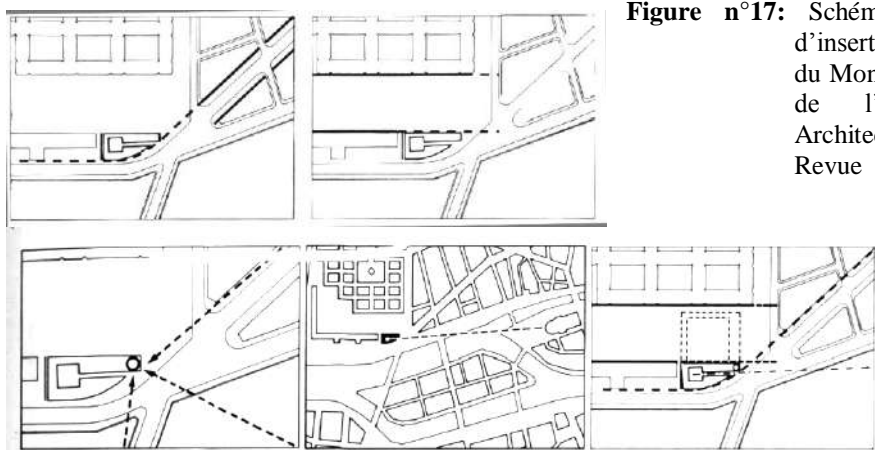 Figure n°17: Schém
d’insert
du Mon
de l’
Architec
Revue